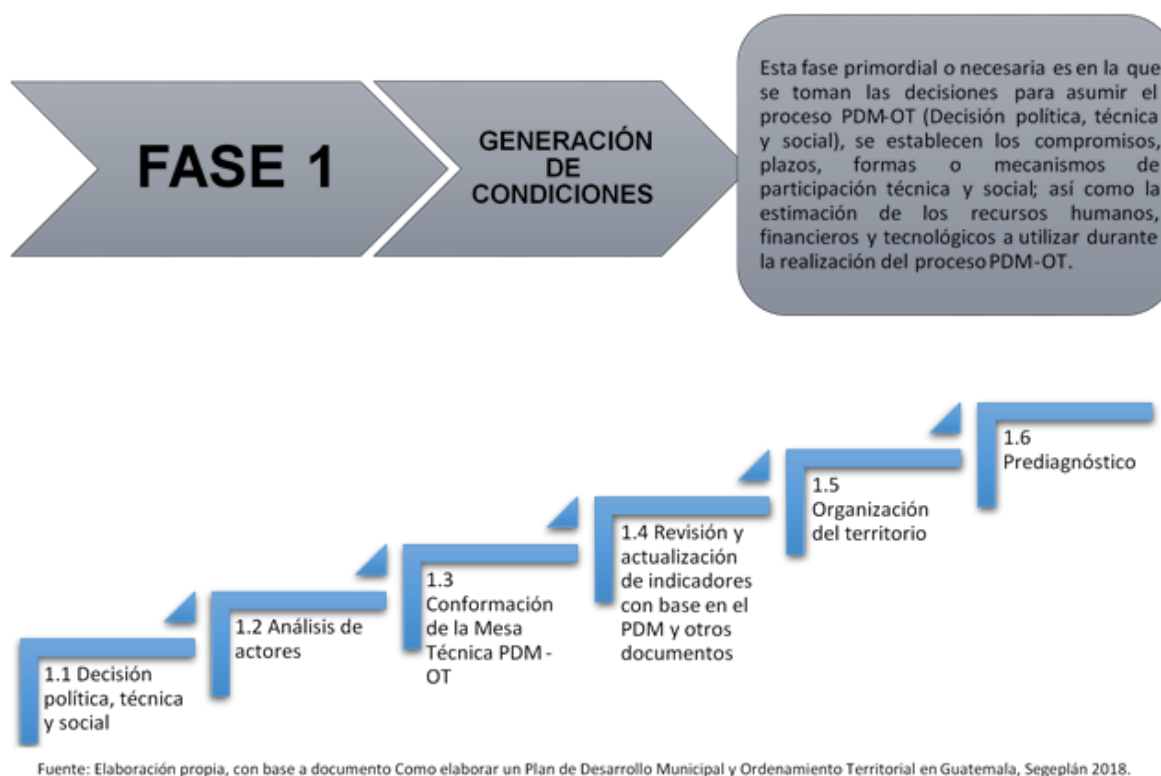 FASE 1
GENERACIÓN
DE
CONDICIONES
Esta fase primordial o necesaria es en la que
se toman las decisiones para asumir el
proceso PDM-OT (Decisión política, técnica
y social), se establecen los compromisos,
plazos, formas o mecanismos de
participación técnica y social; así como la
estimación de los recursos humanos,
financieros y tecnológicos a utilizar durante
la realización del proceso PDM-OT.
1.1 Decisión
política, técnica
y social
1.2 Análisis de
actores
1.3
Conformación
de la Mesa
Técnica PDM -
OT
1.4 Revisión y
actualización
de indicadores
con base en el
PDM y otros
documentos
1.5
Organización
del territorio
1.6
Prediagnóstico
Fuente: Elaboración propia, con base a documento Como elaborar un Plan de Desarrollo Municipal y Ordenamiento Territorial en Guatemala, Segeplán 2018.